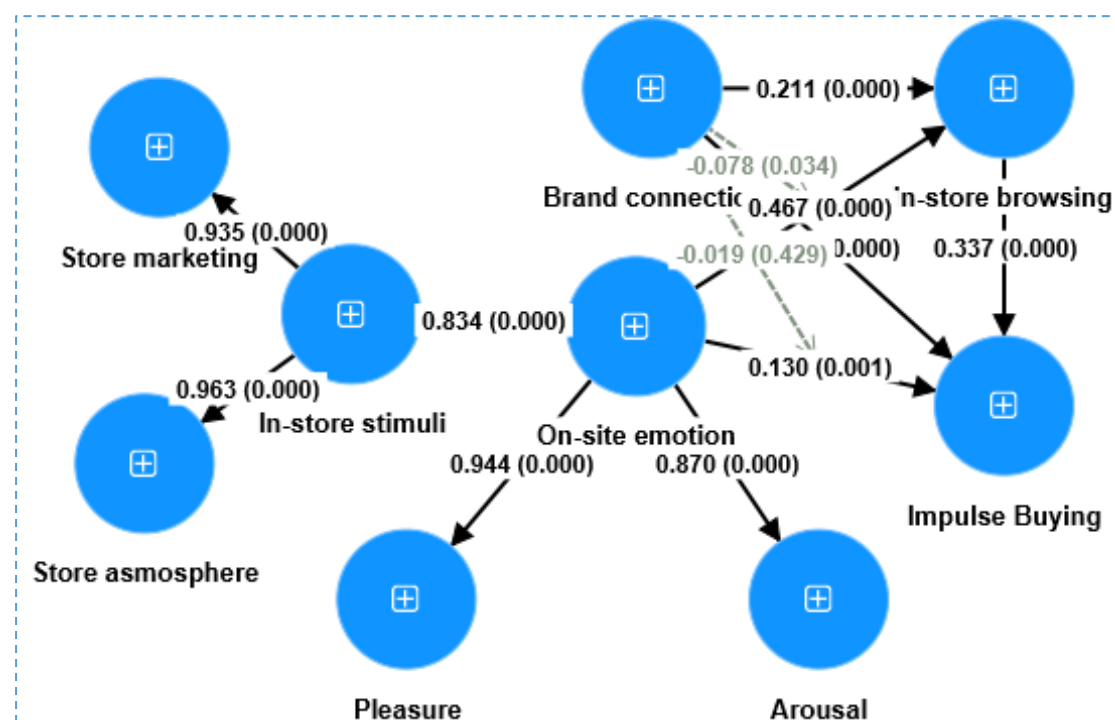 0.211 (0.000)
-0.078 (0.034)
Brand connectic
0.467 (0.000)
n-store browsing
0.935 (0.000)
Store marketing
-0.019 (0.429)
0.000)
0.337 (0.000)
0.834 (0.000)
0.130 (0.001)
0.963 (0.000)
In-store stimuli
On-site emotion
0.944 (0.000)
0.870 (0.000)
Impulse Buying
Store asmosphere
Pleasure
Arousal